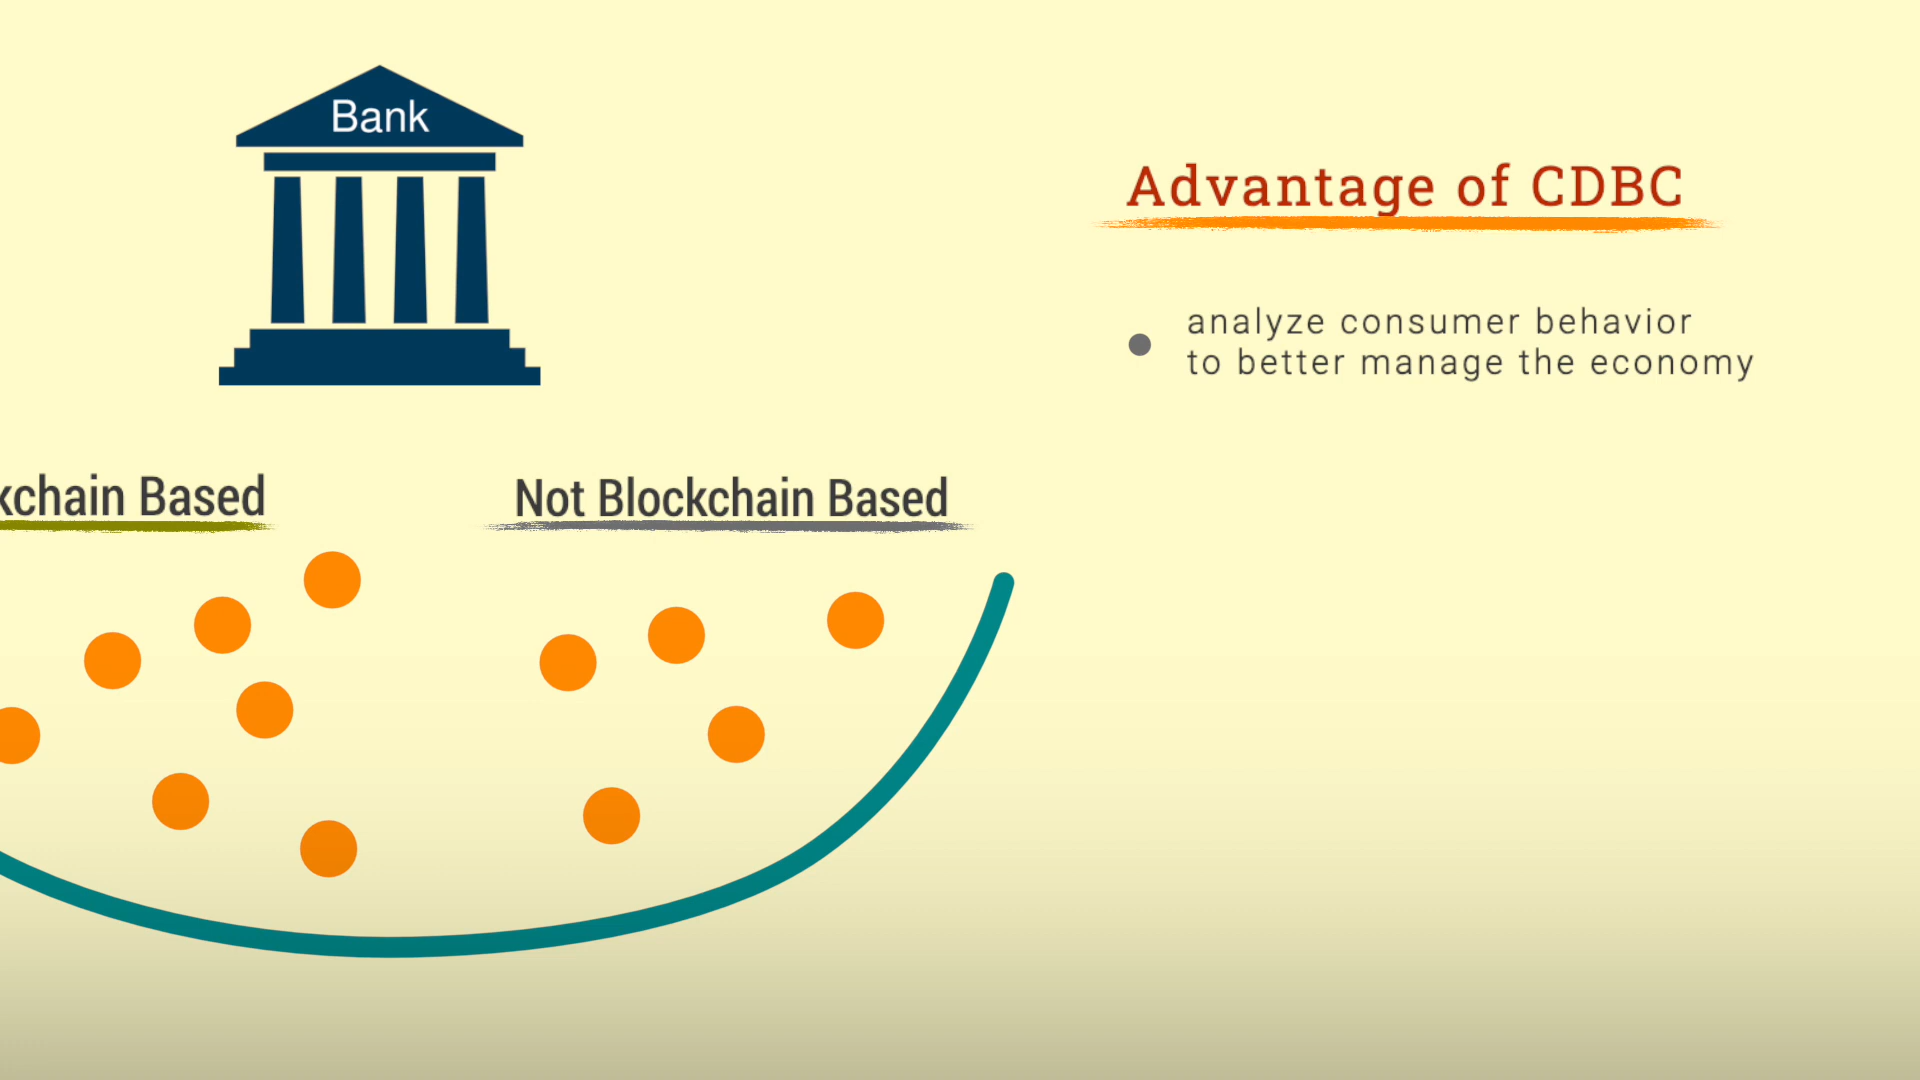 Bank
Advantage of CDBC
analyze consumer behavior
to better manage the economy
kchain Based
Not Blockchain Based